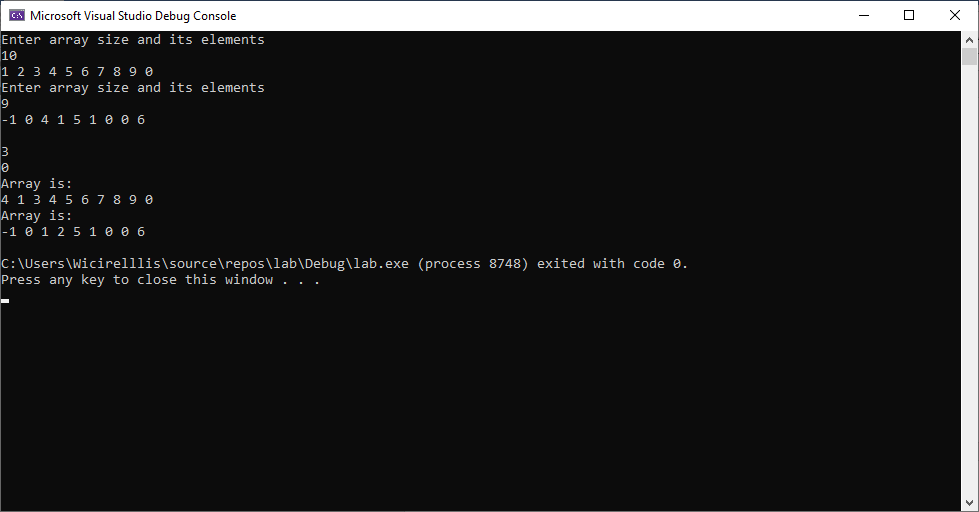 Microsoft Visual Studio Debug Console
Enter array size and its elements
10
1 2 3 4 5 6 7 8 9 0
Enter array size and its elements
9
-1 0 4 1 5 1 0 0 6
3
0
Array is:
4 1 3 4 5 6 7 8 9 0
Array is:
-1 0 1 2 5 1 0 0 6
C:\Users\Wicirelllis\source\repos\lab\Debug\lab.exe (process 8748) exited with code 0.
Press any key to close this window . . .